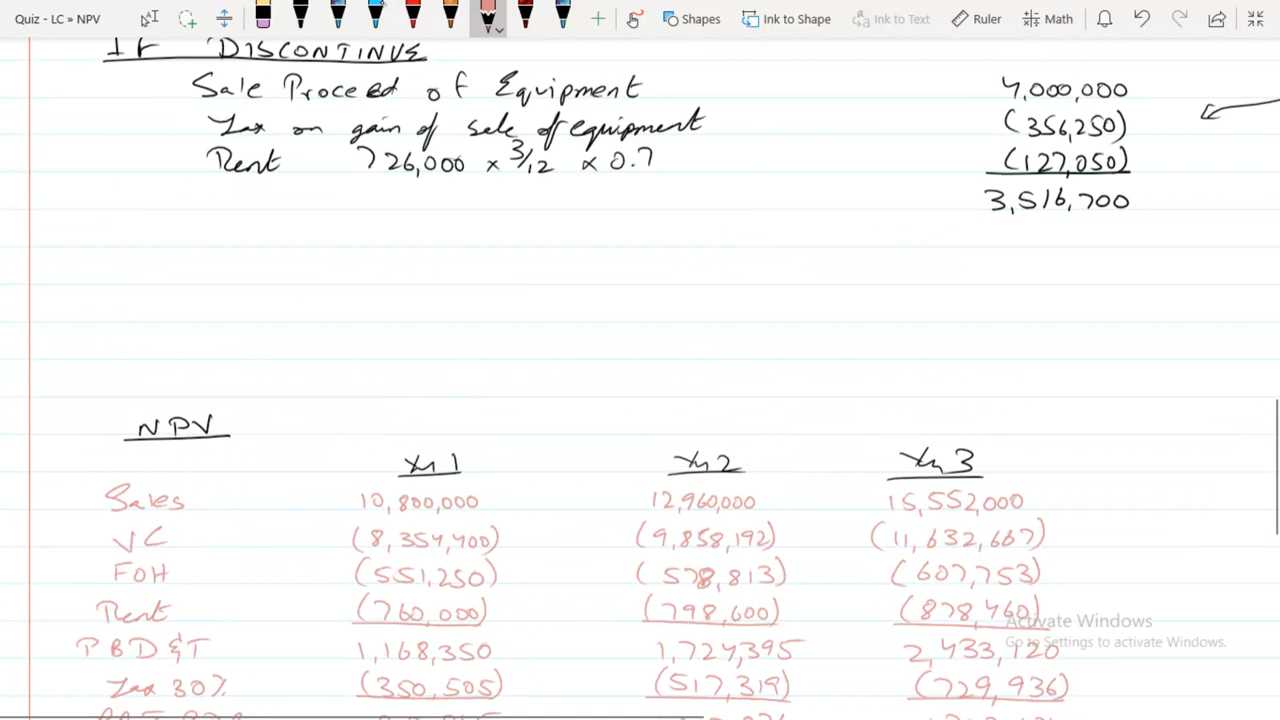 Quiz - LC » NPV
Shapes Ink to Shape Ink to Text Ruler Math
If DISCONTINUE
Sale Proceed of Equipment 4,000,000
Tax on gain of sale of equipment (356,250)
Rent 726,000 x 3/12 x 0.7 (127,050)
3,516,700
NPV
Yr 1 Yr 2 Yr 3
Sales 10,800,000 12,960,000 15,552,000
VC (8,354,400) (9,858,192) (11,632,667)
FOH (551,250) (578,813) (607,753)
Rent (760,000) (798,600) (878,460)
PBD&T 1,168,350 1,724,395 2,433,120
Tax 30% (350,505) (517,319) (729,936)
Activate Windows
Go to Settings to activate Windows.